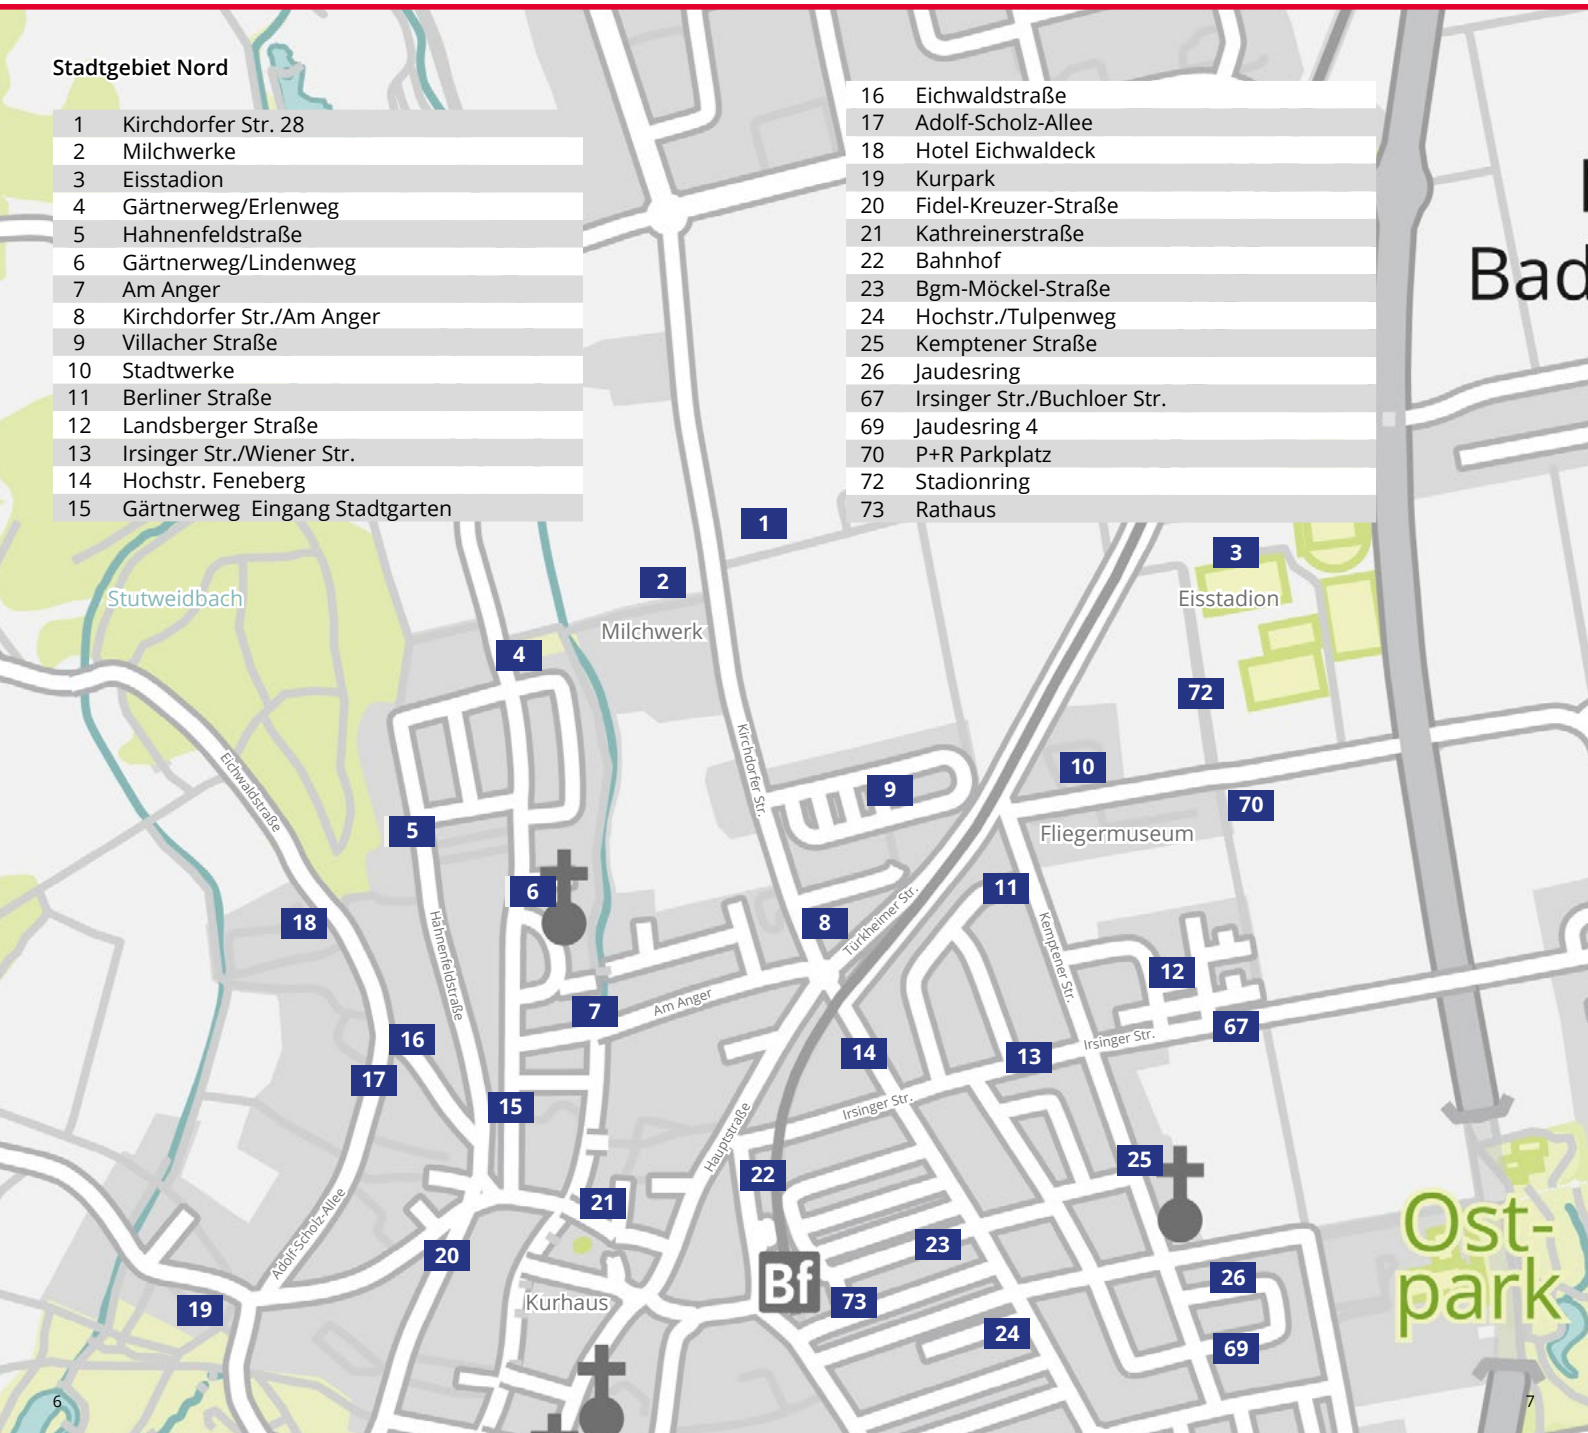 Stadtgebiet Nord
1 Kirchdorfer Str. 28
2 Milchwerke
3 Eisstadion
4 Gärtnerweg/Erlenweg
5 Hahnenfeldstraße
6 Gärtnerweg/Lindenweg
7 Am Anger
8 Kirchdorfer Str./Am Anger
9 Villacher Straße
10 Stadtwerke
11 Berliner Straße
12 Landsberger Straße
13 Irsinger Str./Wiener Str.
14 Hochstr. Feneberg
15 Gärtnerweg Eingang Stadtgarten
16 Eichwaldstraße
17 Adolf-Scholz-Allee
18 Hotel Eichwaldeck
19 Kurpark
20 Fidel-Kreuzer-Straße
21 Kathreinerstraße
22 Bahnhof
23 Bgm-Möckel-Straße
24 Hochstr./Tulpenweg
25 Kemptener Straße
26 Jaudesring
67 Irsinger Str./Buchloer Str.
69 Jaudesring 4
70 P+R Parkplatz
72 Stadionring
73 Rathaus
Bad
1
3
2
Stutweidbach
Eisstadion
Milchwerk
4
72
Kirchdorfer Str.
Eichwaldstraße
10
9
70
5
Fliegermuseum
6
11
18
8
Türkheimer Str.
Hahnenfeldstraße
Kemptener Str.
12
7
Am Anger
67
16
Irsinger Str.
14
13
17
15
Irsinger Str.
Hauptstraße
25
22
21
Adolf-Scholz-Allee
23
20
Ost-
park
Bf
26
Kurhaus
73
19
24
69
6
7